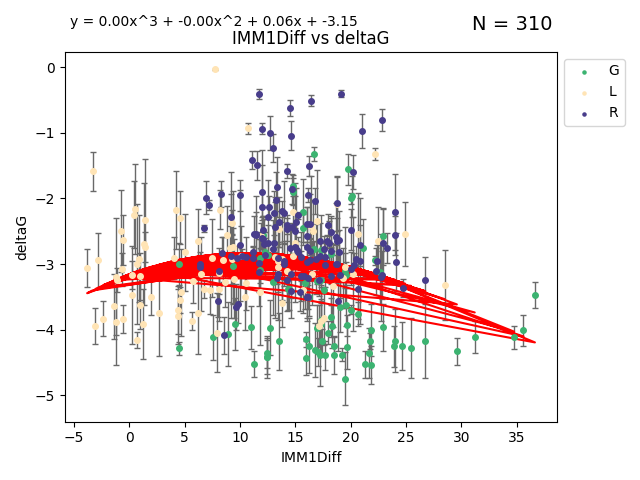 y = 0.00x^3 + -0.00x^2 + 0.06x + -3.15
N = 310
IMM1Diff vs deltaG
G
L
R
deltaG
0
−1
−2
−3
−4
−5
−5
0
5
10
15
20
25
30
35
IMM1Diff